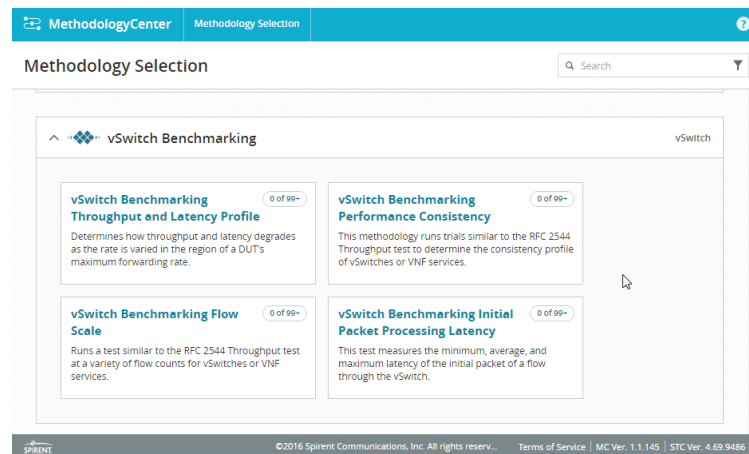 MethodologyCenter
Methodology Selection
?
Methodology Selection
Search
vSwitch Benchmarking
vSwitch
vSwitch Benchmarking
Throughput and Latency Profile
0 of 99+
Determines how throughput and latency degrades
as the rate is varied in the region of a DUT's
maximum forwarding rate.
vSwitch Benchmarking
Performance Consistency
0 of 99+
This methodology runs trials similar to the RFC 2544
Throughput test to determine the consistency profile
of vSwitches or VNF services.
vSwitch Benchmarking Flow
Scale
0 of 99+
Runs a test similar to the RFC 2544 Throughput test
at a variety of flow counts for vSwitches or VNF
services.
vSwitch Benchmarking Initial
Packet Processing Latency
0 of 99+
This test measures the minimum, average, and
maximum latency of the initial packet of a flow
through the vSwitch.
SPIRENT
©2016 Spirent Communications, Inc. All rights reserv...
Terms of Service
MC Ver. 1.1.145
STC Ver. 4.69.9486